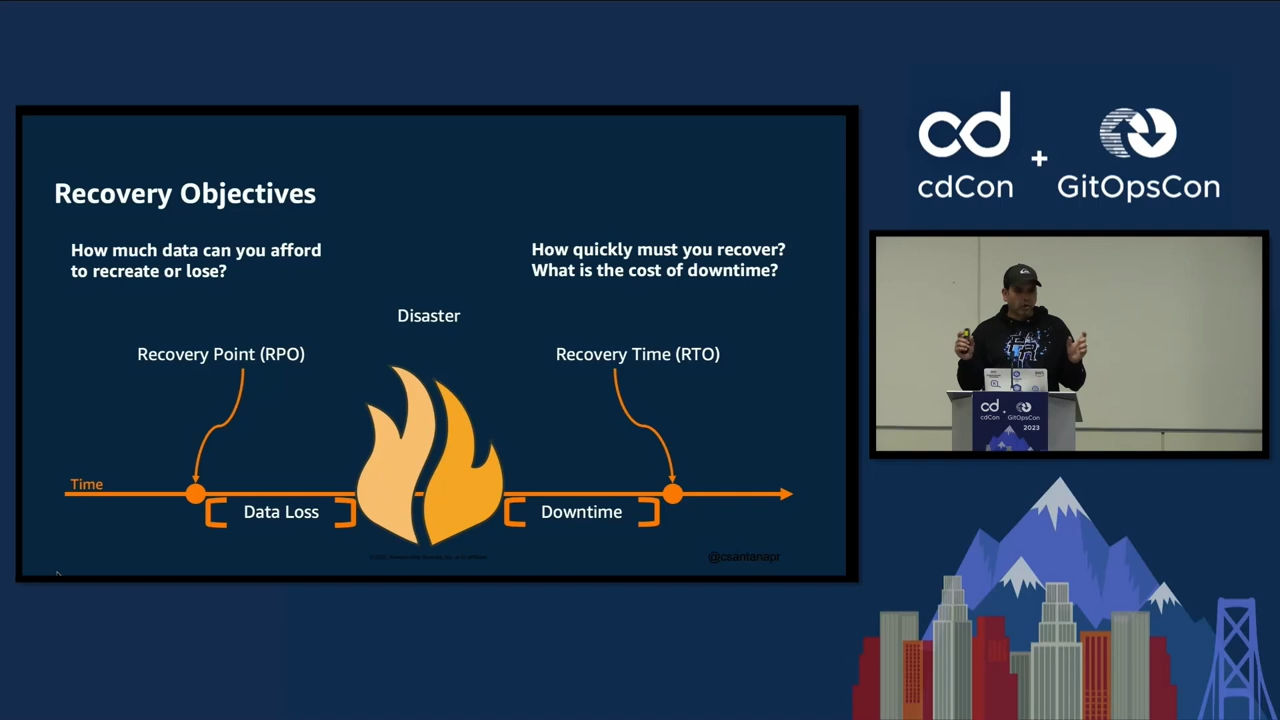 Recovery Objectives
How much data can you afford
to recreate or lose?
How quickly must you recover?
What is the cost of downtime?
Disaster
Recovery Point (RPO)
Recovery Time (RTO)
Time
Data Loss
Downtime
@csantanapr
cd
+
cdCon
GitOpsCon
cd
cdCon
GitOpsCon
2023